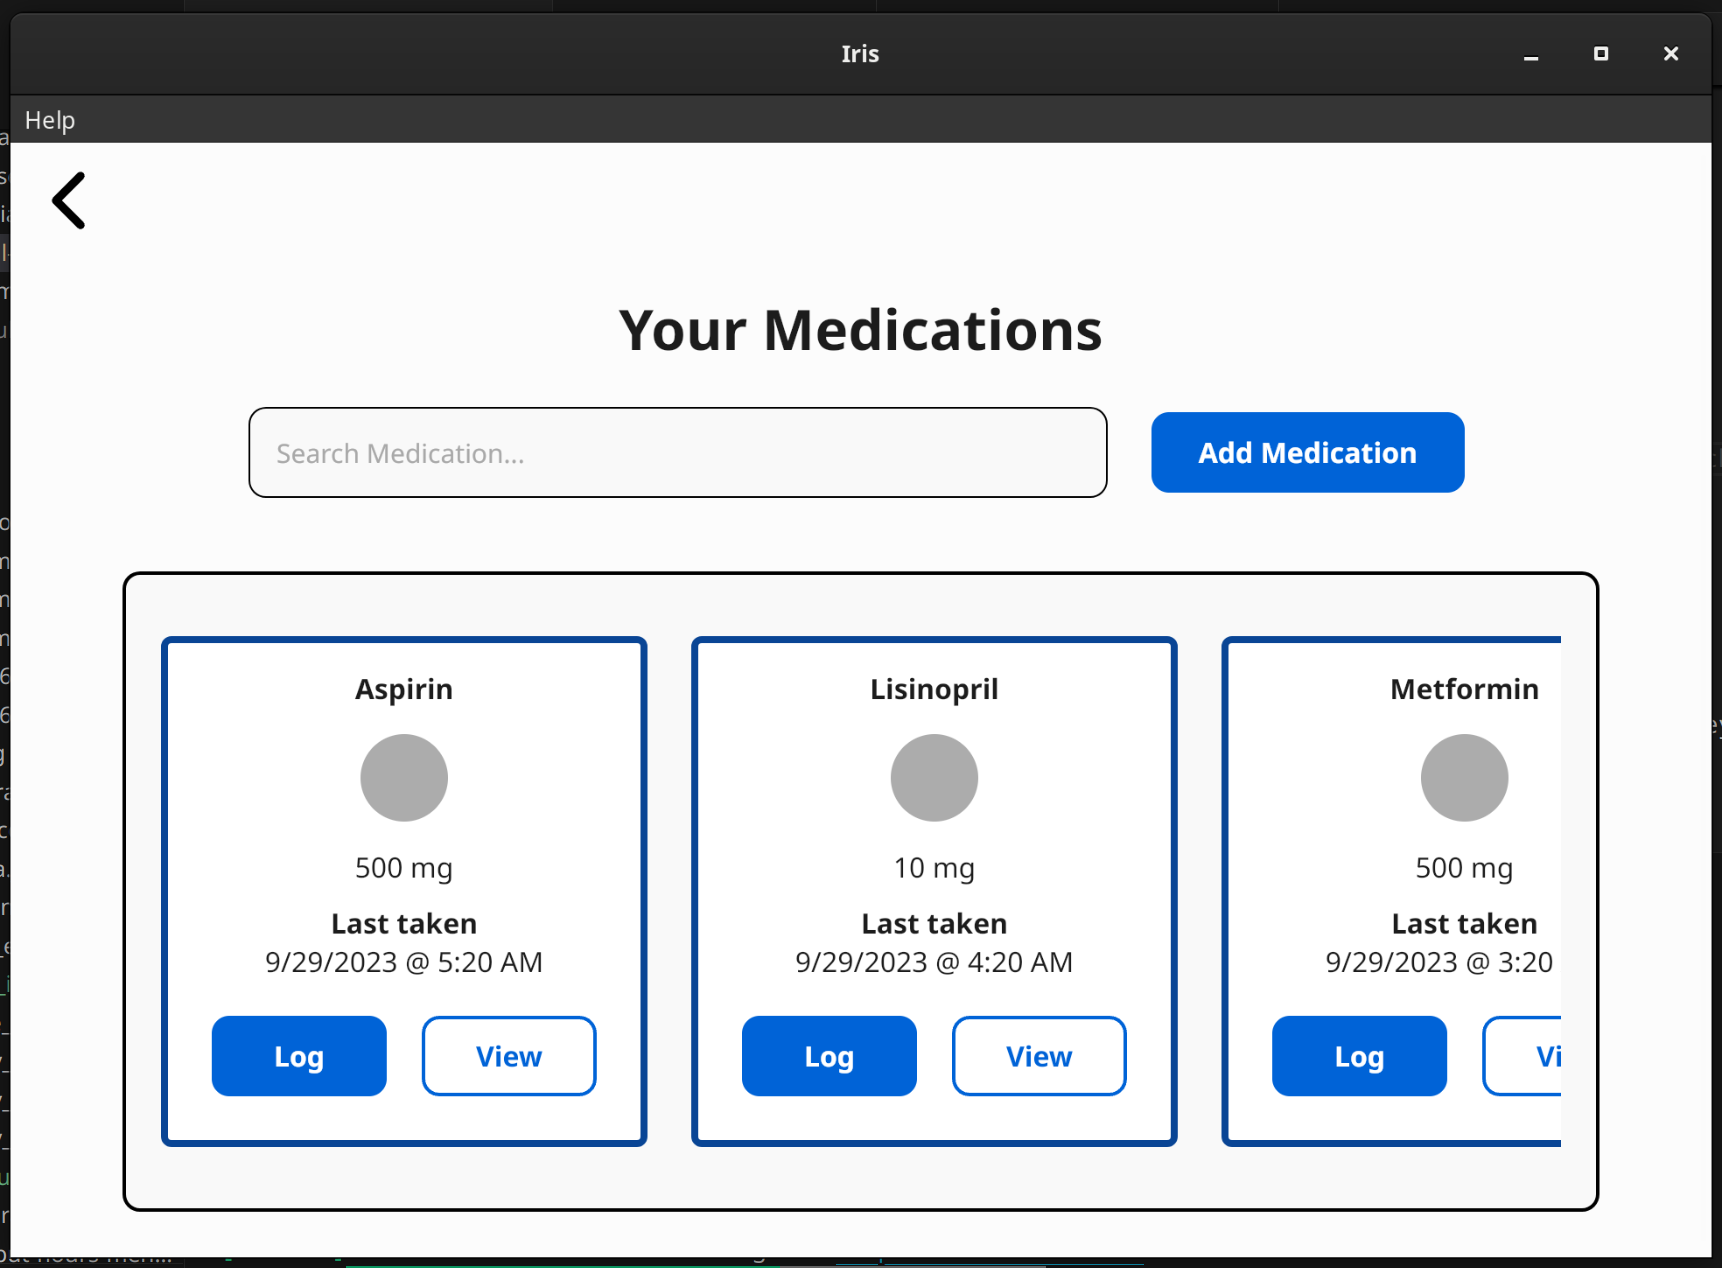 Iris
Help
Your Medications
Search Medication...
Add Medication
Aspirin
500 mg
Last taken
9/29/2023 @ 5:20 AM
Log
View
Lisinopril
10 mg
Last taken
9/29/2023 @ 4:20 AM
Log
View
Metformin
500 mg
Last taken
9/29/2023 @ 3:20
Log
Vi